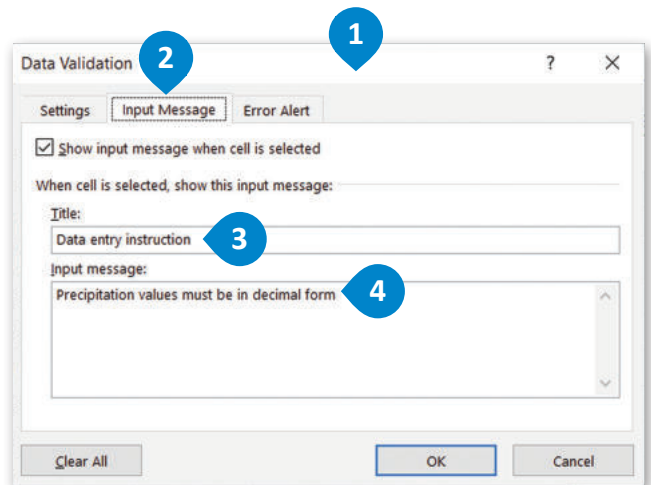 1
2
Data Validation ? ×
Settings Input Message Error Alert
Show input message when cell is selected
When cell is selected, show this input message:
Title:
Data entry instruction 3
Input message:
Precipitation values must be in decimal form 4
Clear All OK Cancel